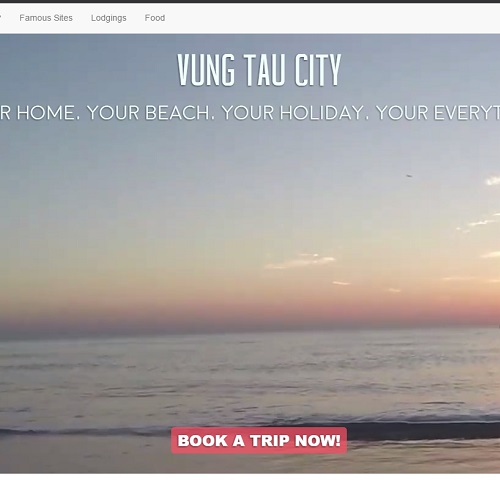 Famous Sites Lodgings Food
VUNG TAU CITY
R HOME. YOUR BEACH. YOUR HOLIDAY. YOUR EVERYT
BOOK A TRIP NOW!